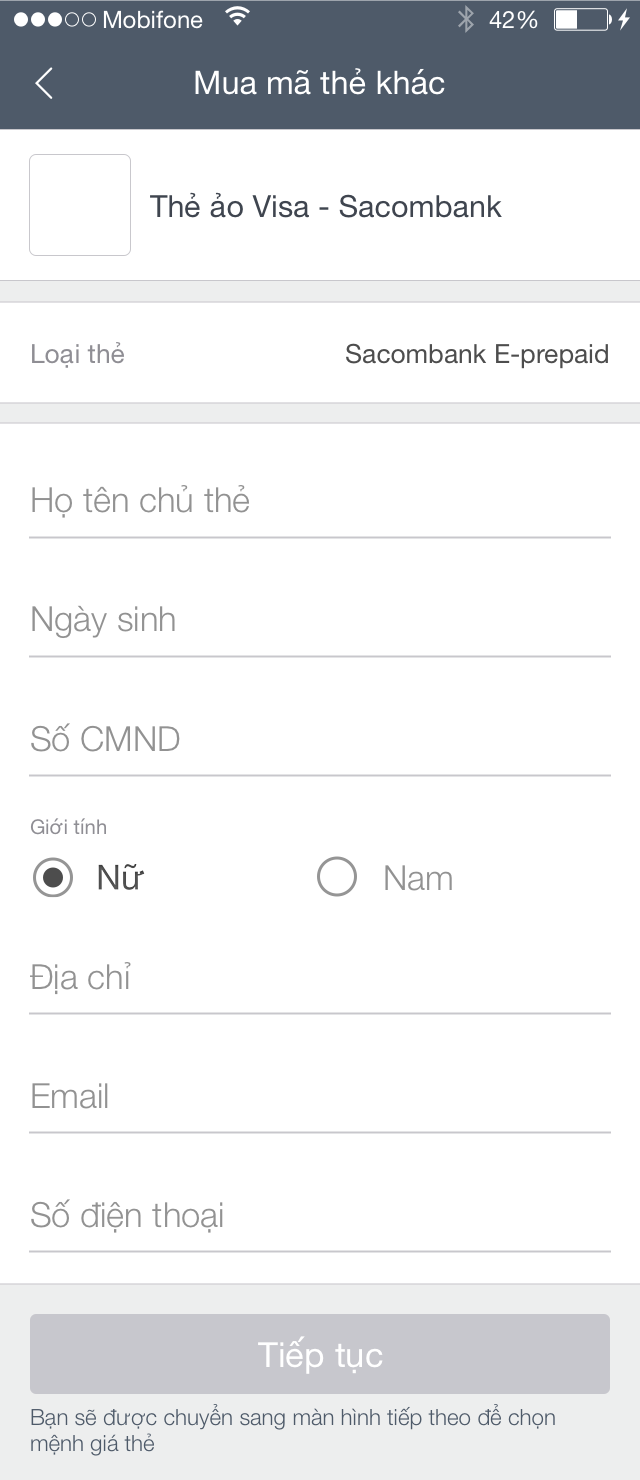 Mobifone 42%
Mua mã thẻ khác
Thẻ ảo Visa - Sacombank
Loại thẻ Sacombank E-prepaid
Họ tên chủ thẻ
Ngày sinh
Số CMND
Giới tính
Nữ Nam
Địa chỉ
Email
Số điện thoại
Tiếp tục
Bạn sẽ được chuyển sang màn hình tiếp theo để chọn
mệnh giá thẻ